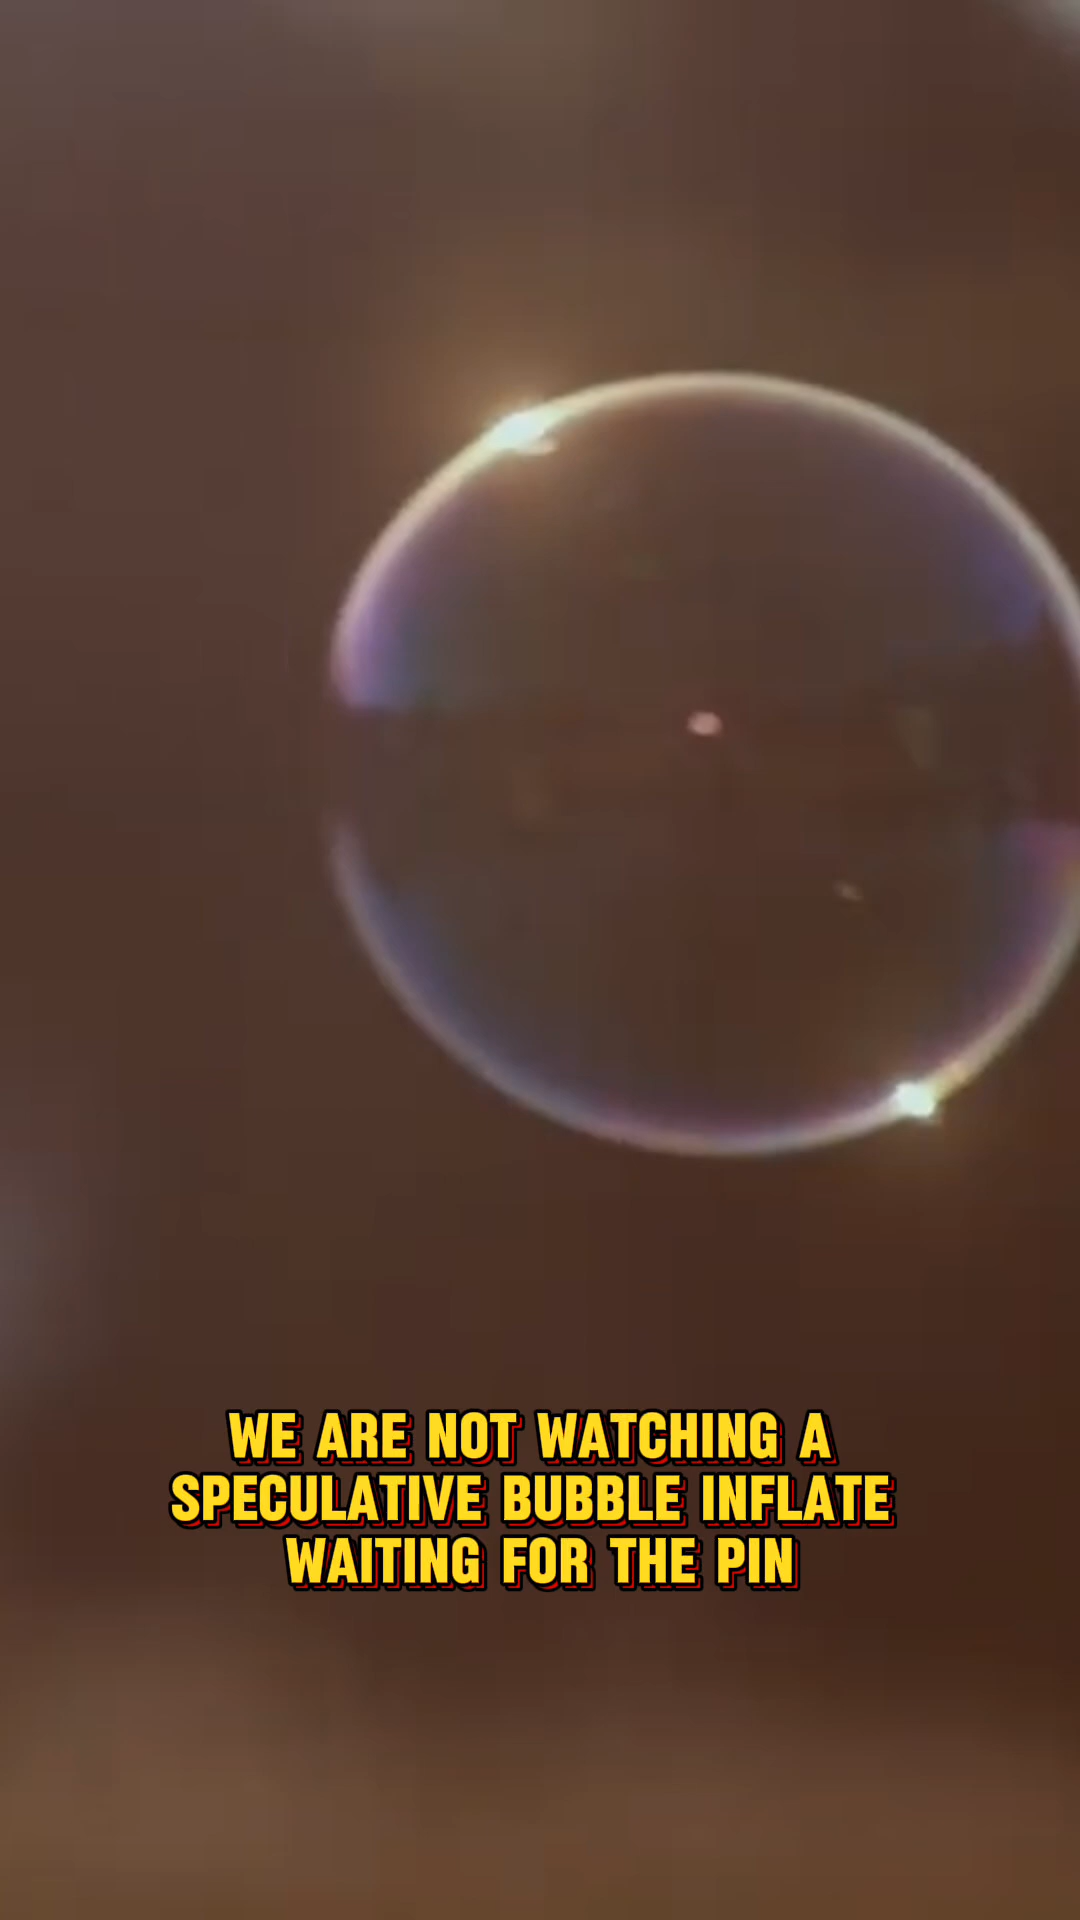 WE ARE NOT WATCHING A
SPECULATIVE BUBBLE INFLATE
WAITING FOR THE PIN